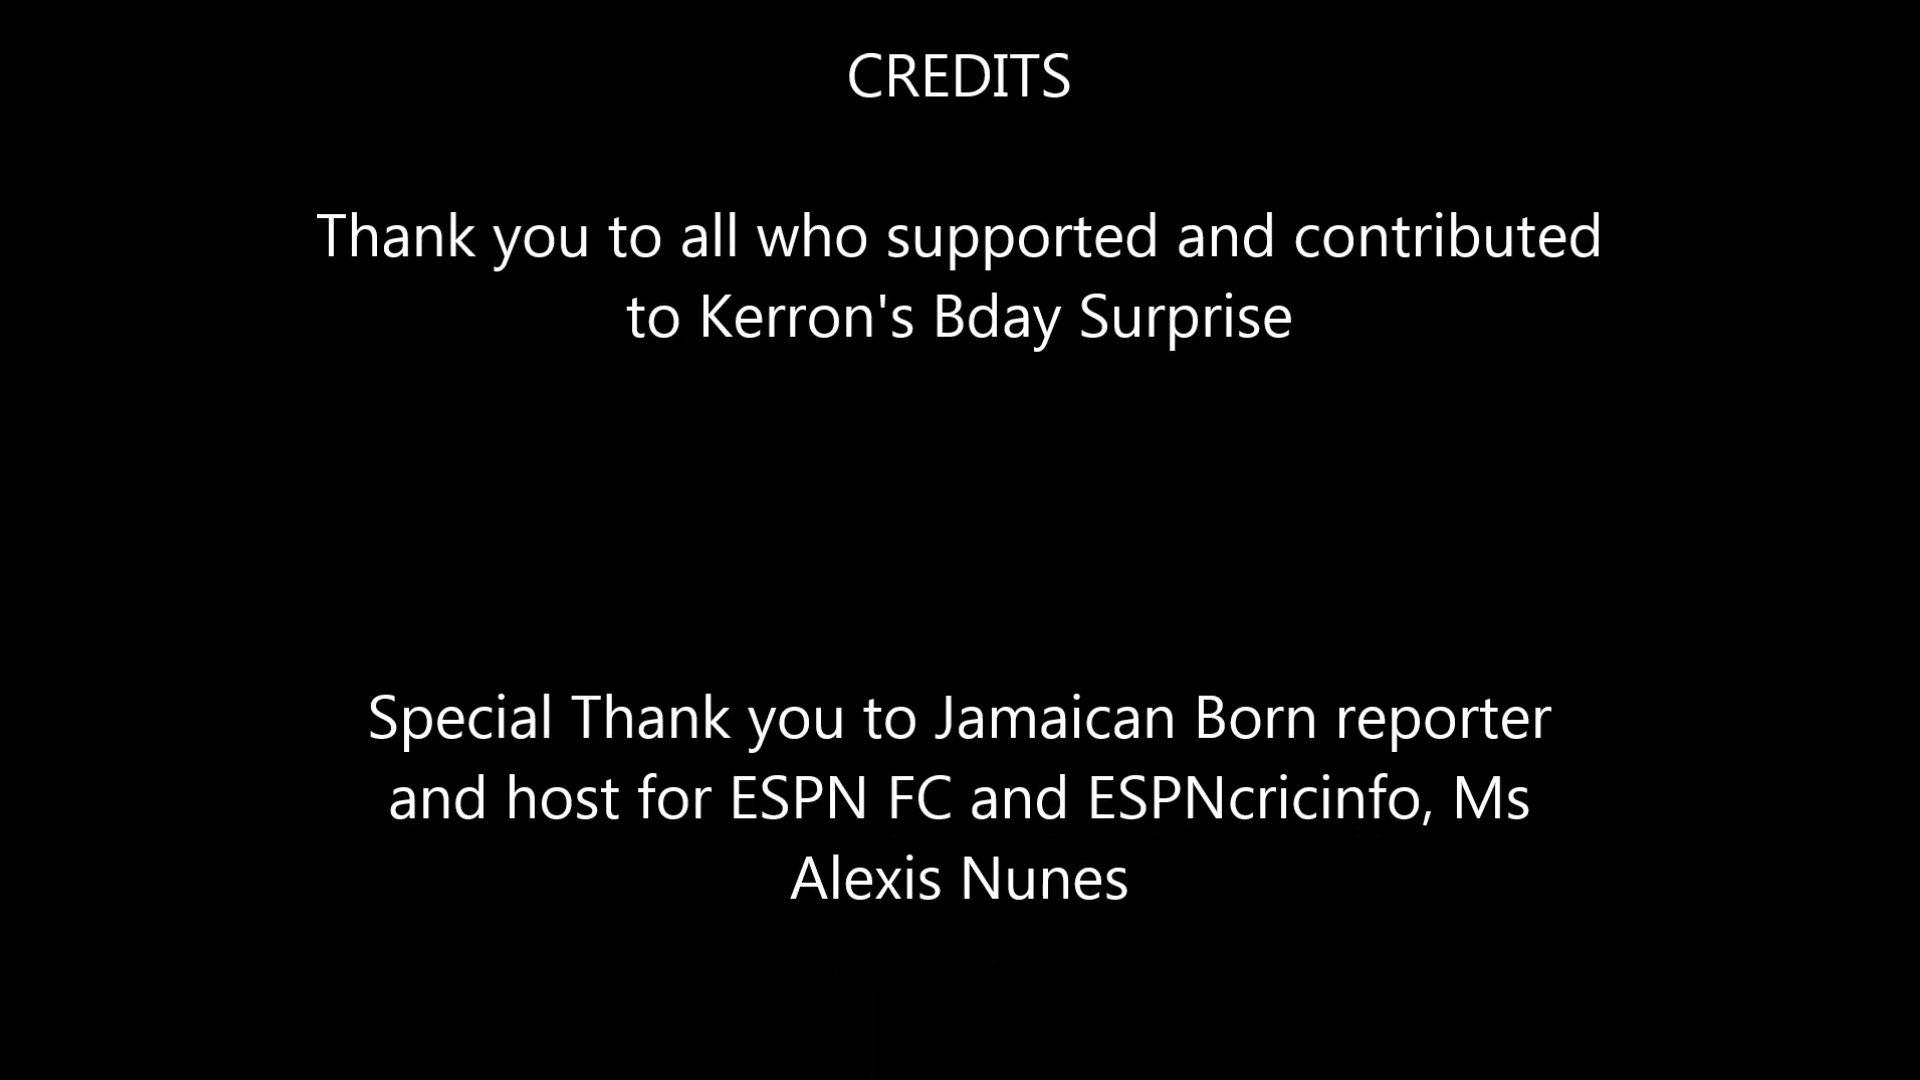 CREDITS
Thank you to all who supported and contributed
to Kerron's Bday Surprise
Special Thank you to Jamaican Born reporter
and host for ESPN FC and ESPNcricinfo, Ms
Alexis Nunes